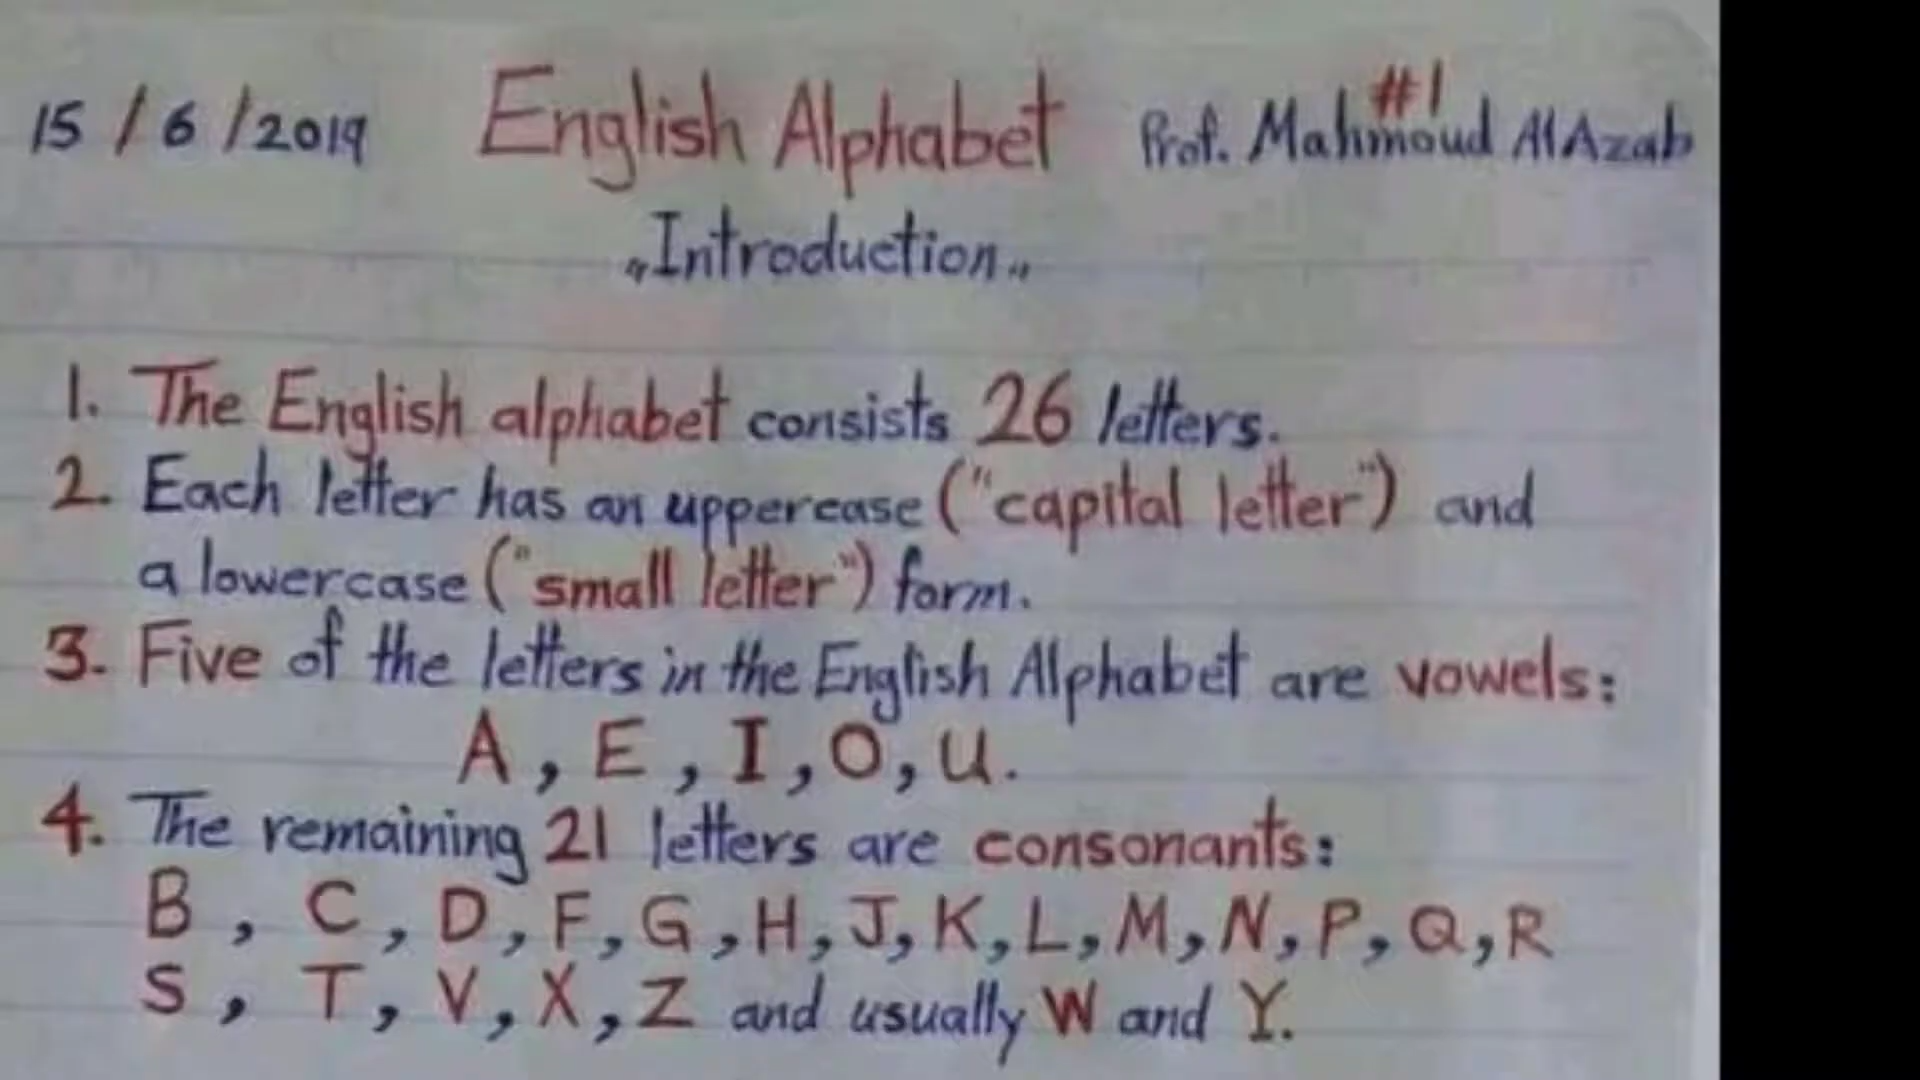 #1
15 / 6 / 2019 English Alphabet Prof. Mahmoud AlAzab
„Introduction„
1. The English alphabet consists 26 letters.
2. Each letter has an uppercase ("capital letter") and
a lowercase ("small letter") form.
3. Five of the letters in the English Alphabet are vowels:
A, E, I, O, U.
4. The remaining 21 letters are consonants:
B, C, D, F, G, H, J, K, L, M, N, P, Q, R
S, T, V, X, Z and usually W and Y.